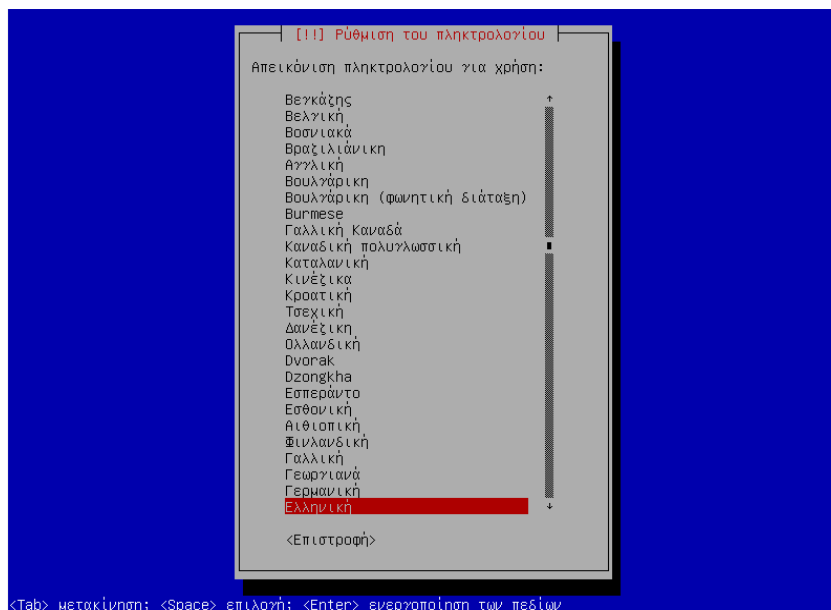 [!!] Ρύθμιση του πληκτρολογίου
Απεικόνιση πληκτρολογίου για χρήση:
Βεγκάζης
Βελγική
Βοσνιακά
Βραζιλιάνικη
Αγγλική
Βουλγάρικη
Βουλγάρικη (φωνητική διάταξη)
Burmese
Γαλλική Καναδά
Καναδική πολυγλωσσική
Καταλανική
Κινέζικα
Κροατική
Τσεχική
Δανέζικη
Ολλανδική
Dvorak
Dzongkha
Εσπεράντο
Εσθονική
Αιθιοπική
Φινλανδική
Γαλλική
Γεωργιανά
Γερμανική
Ελληνική
<Επιστροφή>
<Tab> μετακίνηση; <Space> επιλογή; <Enter> ενεργοποίηση των πεδίων